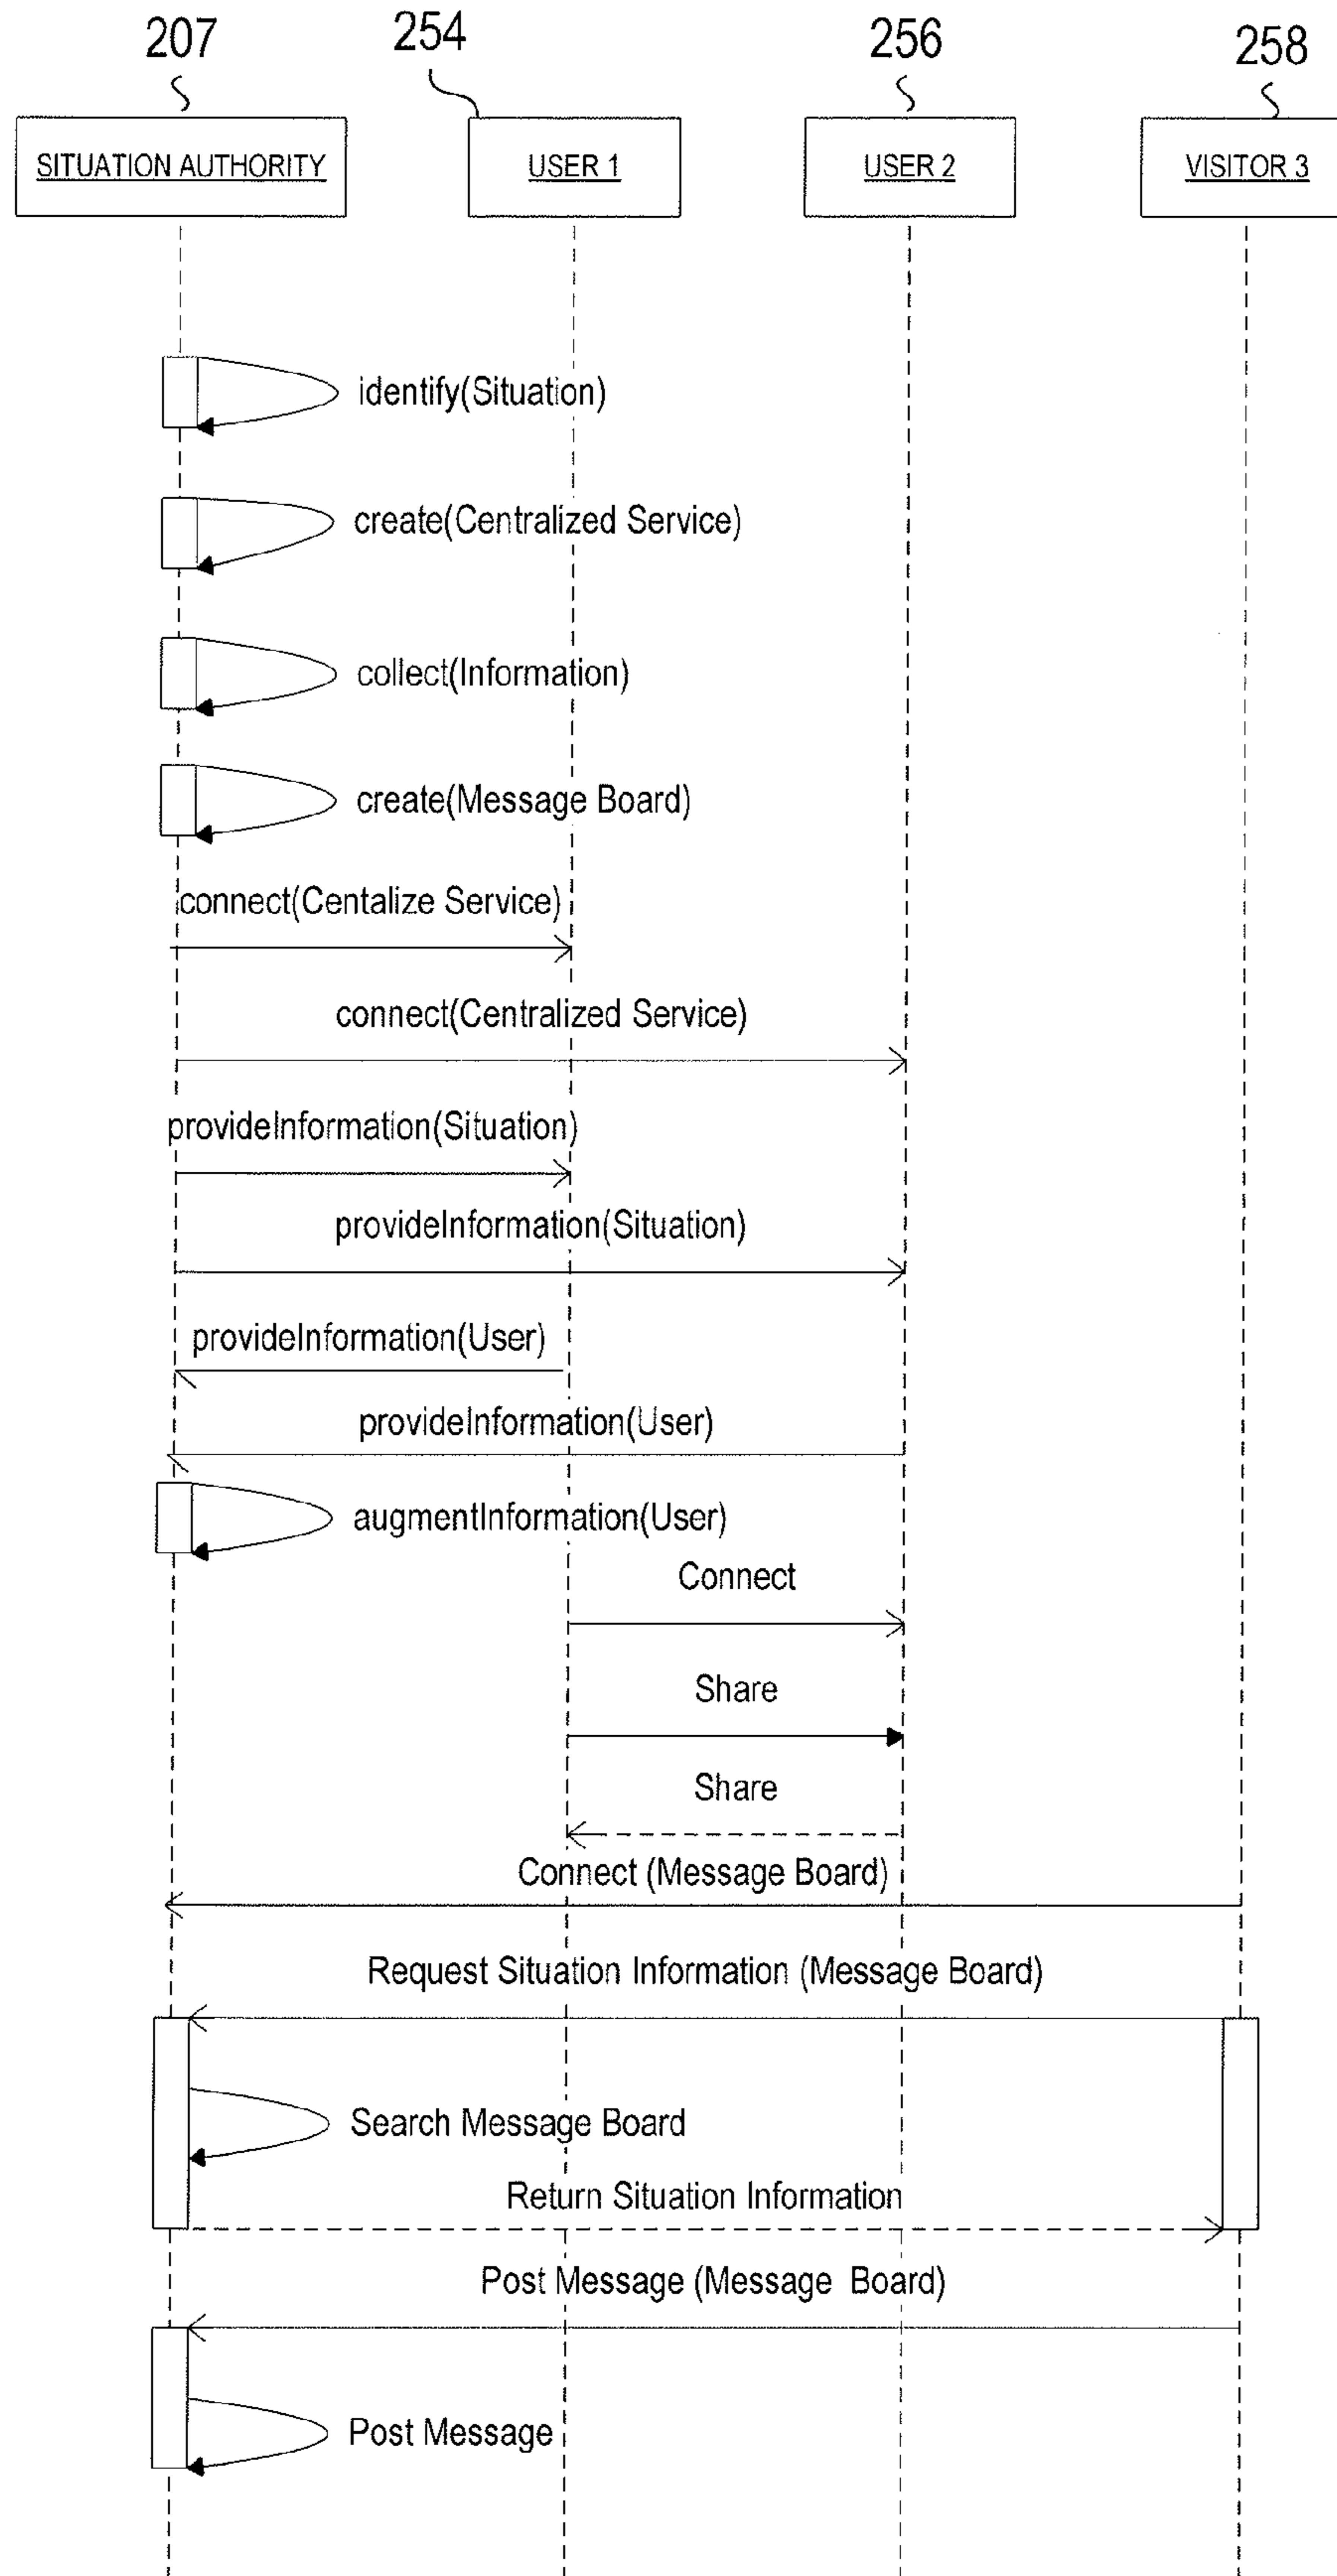 207
254
256
258
SITUATION AUTHORITY
USER 1
USER 2
VISITOR 3
identify(Situation)
create(Centralized Service)
collect(Information)
create(Message Board)
connect(Centalize Service)
connect(Centralized Service)
provideInformation(Situation)
provideInformation(Situation)
provideInformation(User)
provideInformation(User)
augmentInformation(User)
Connect
Share
Share
Connect (Message Board)
Request Situation Information (Message Board)
Search Message Board
Return Situation Information
Post Message (Message Board)
Post Message